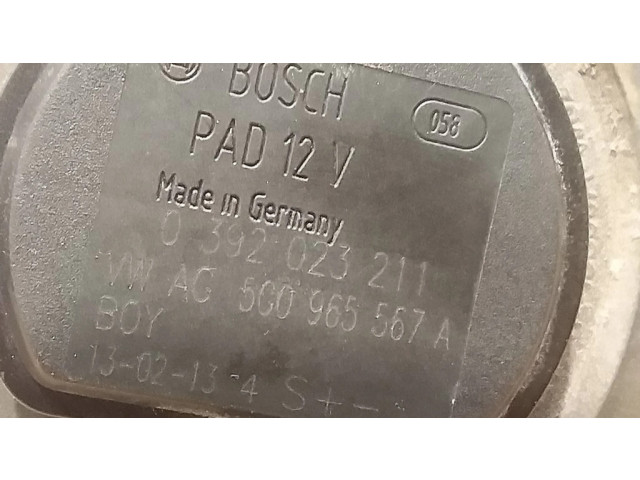 BOSCH
058
PAD 12 V
Made in Germany
0 392 023 211
VW AG 5G0 965 567 A
BOY
13-02-13 4 S+-